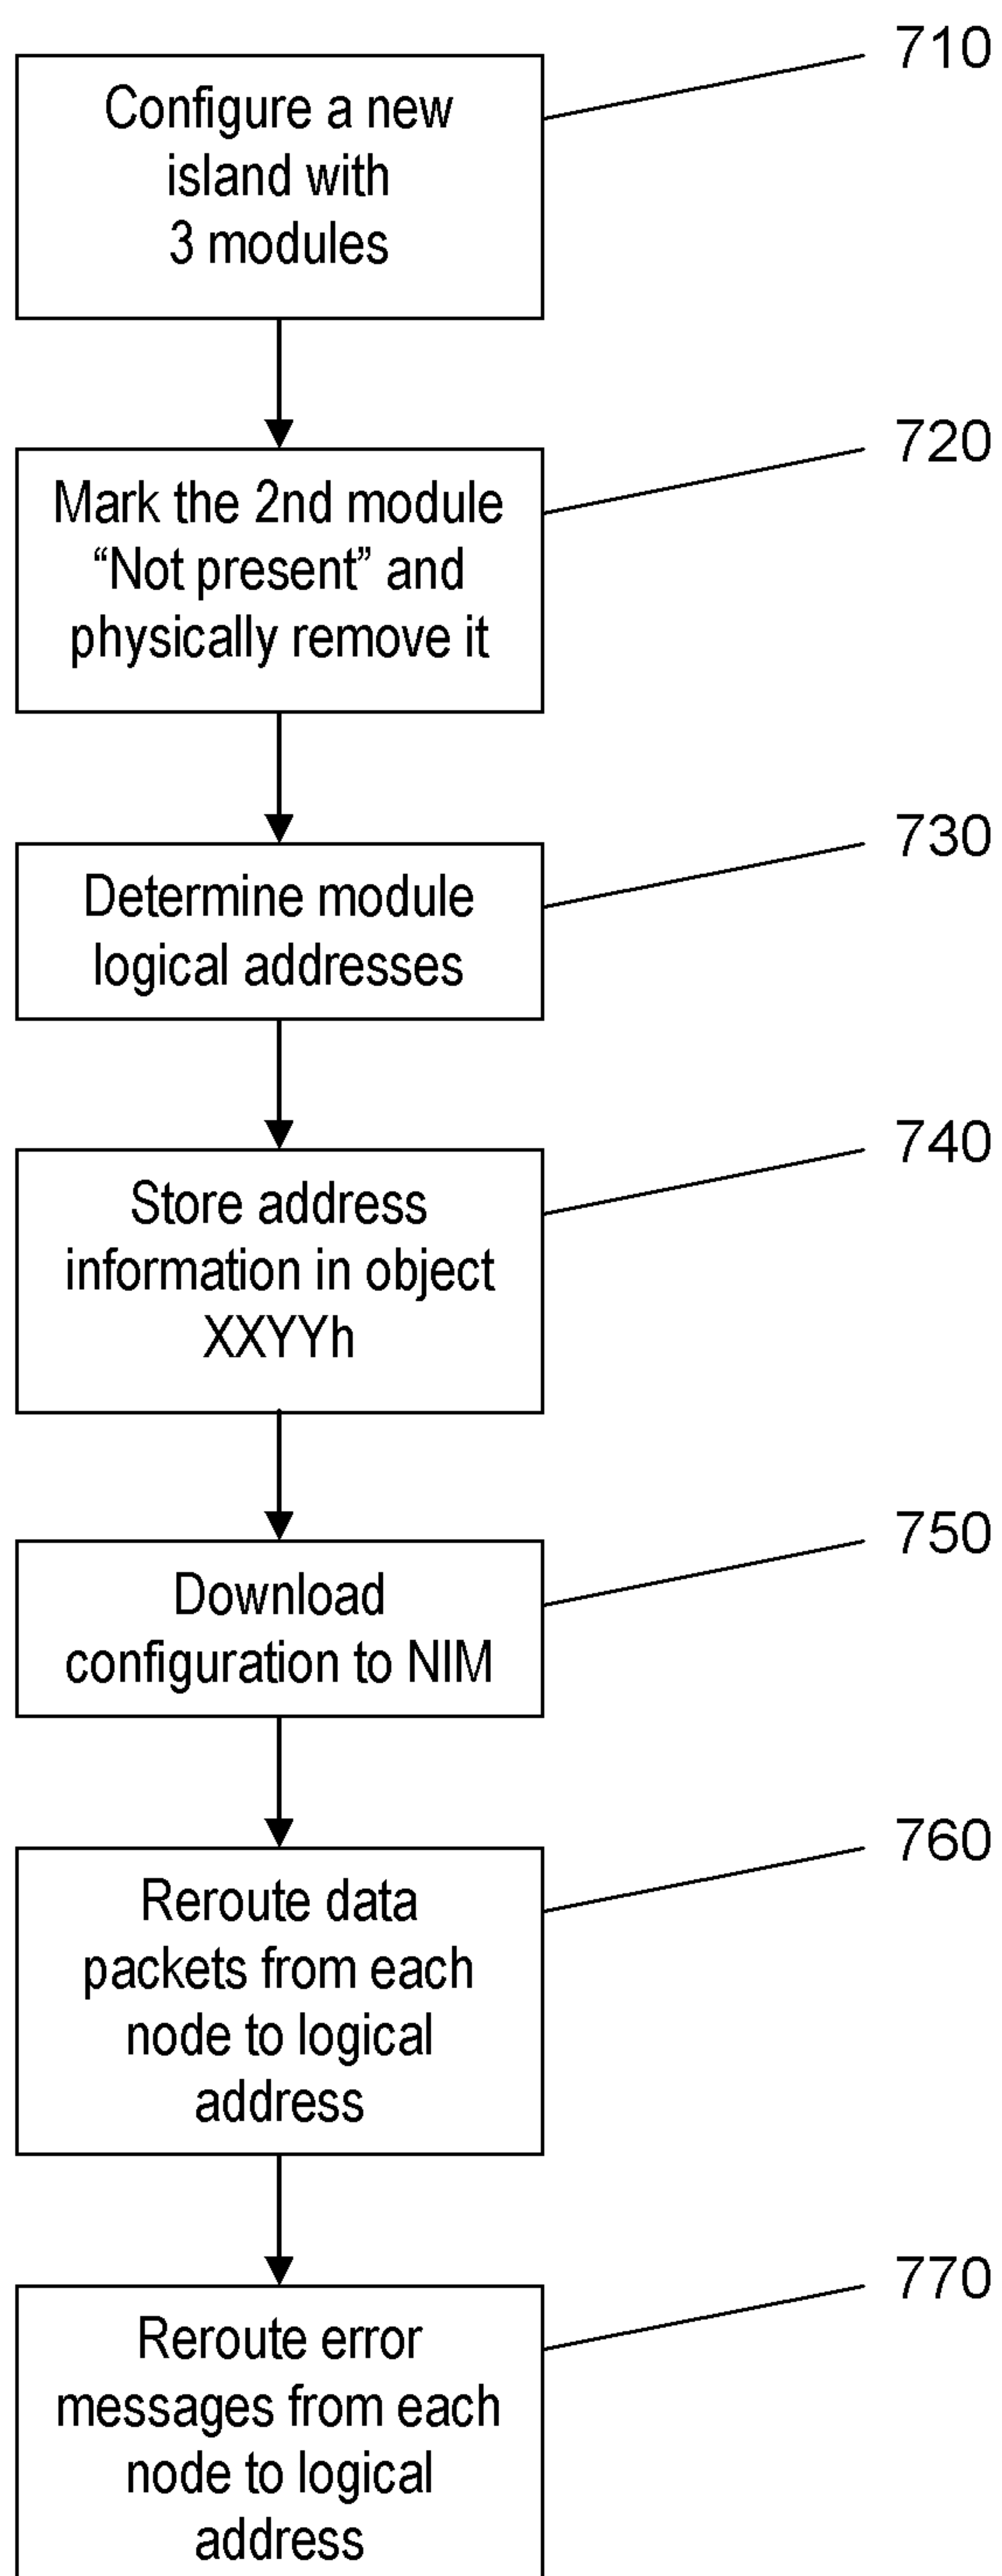 710
Configure a new
island with
3 modules
720
Mark the 2nd module
“Not present” and
physically remove it
730
Determine module
logical addresses
740
Store address
information in object
XXYYh
750
Download
configuration to NIM
760
Reroute data
packets from each
node to logical
address
770
Reroute error
messages from each
node to logical
address